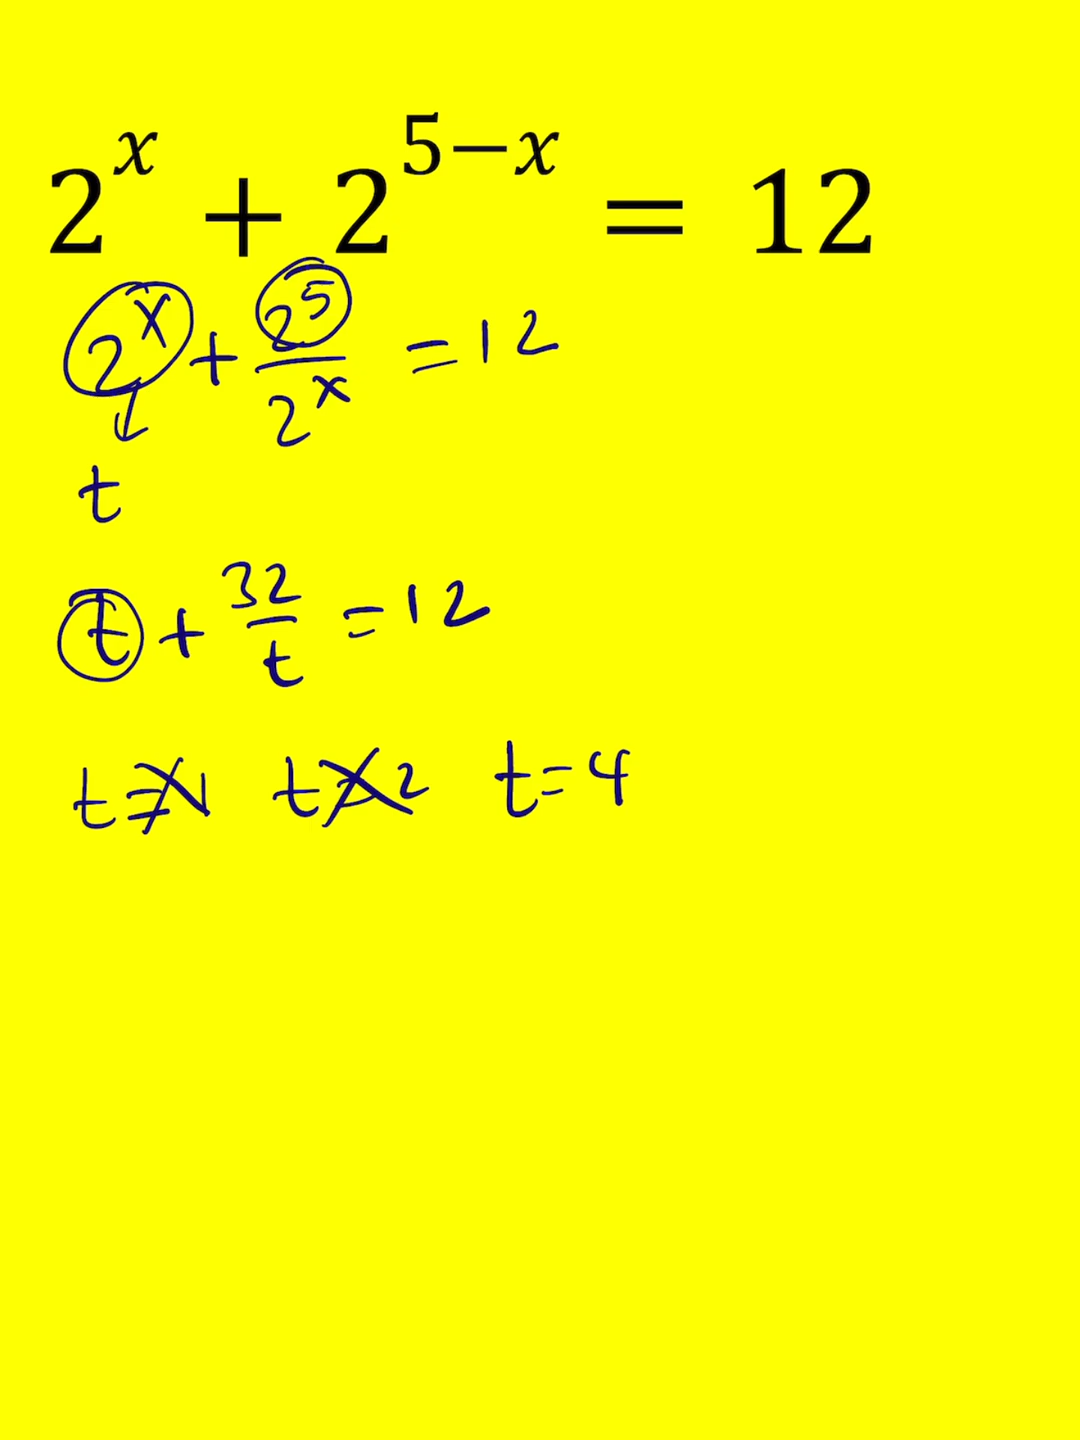 2^x + 2^{5−x} = 12
2^x + 2^5/2^x = 12
t
t + 32/t = 12
t=1 t=2 t=4